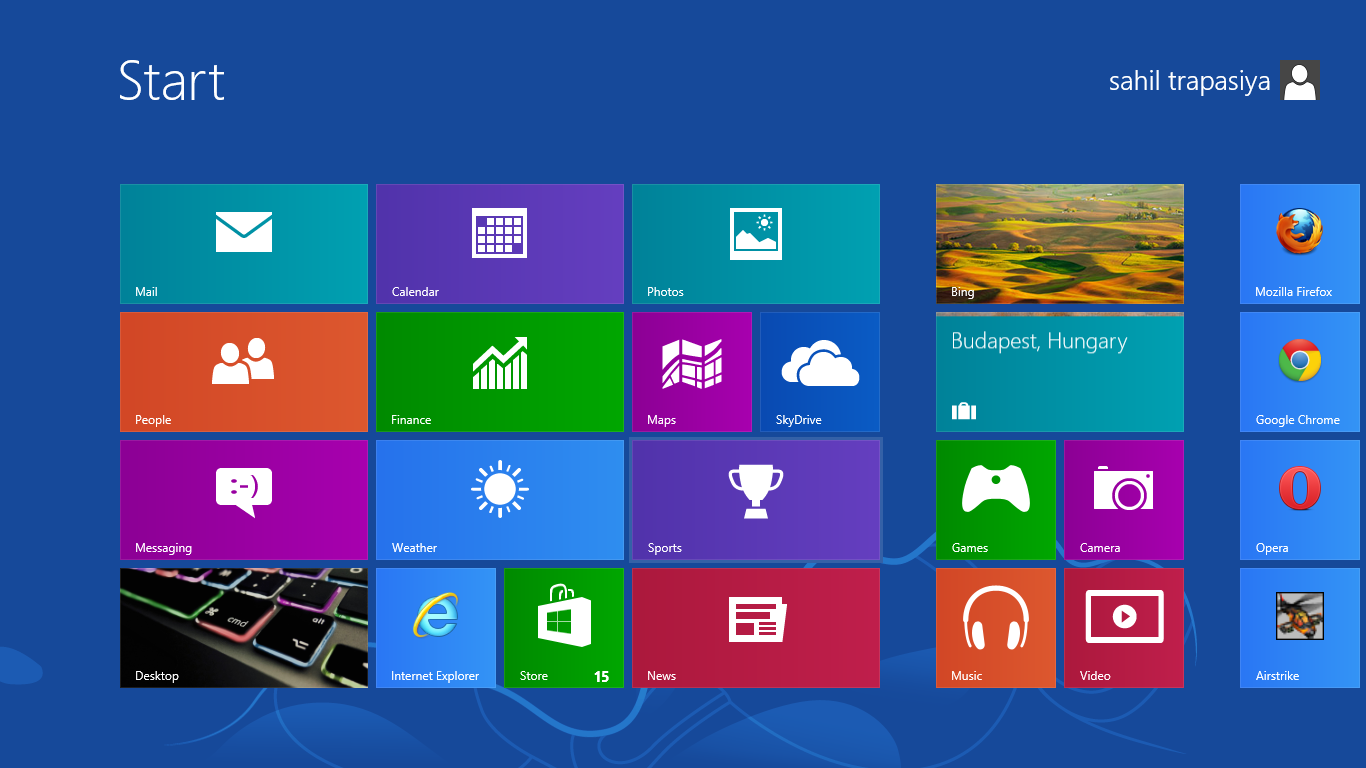 Start
sahil trapasiya
Mail
Calendar
Photos
Bing
Mozilla Firefox
People
Finance
Maps
SkyDrive
Budapest, Hungary
Google Chrome
Messaging
:-)
Weather
Sports
Games
Camera
Opera
Desktop
cmd
alt
Internet Explorer
Store 15
News
Music
Video
Airstrike